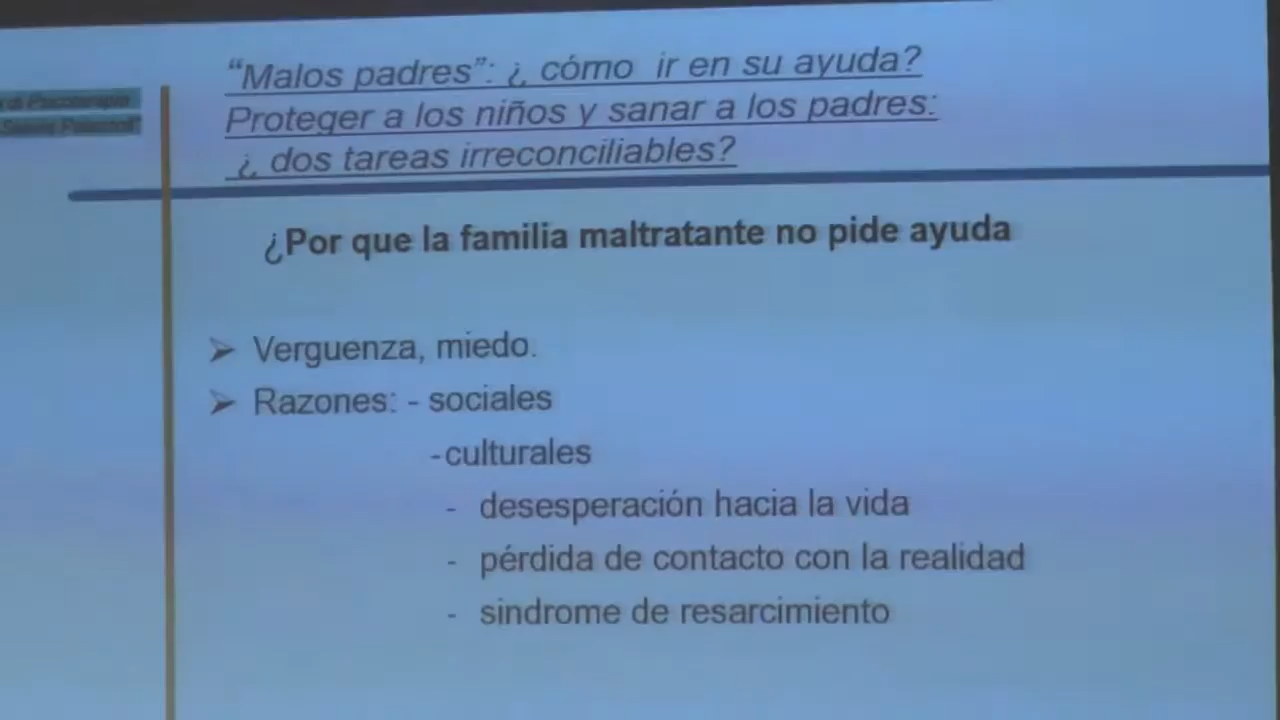 “Malos padres”: ¿ cómo ir en su ayuda?
Proteger a los niños y sanar a los padres:
¿ dos tareas irreconciliables?
¿Por que la familia maltratante no pide ayuda
Verguenza, miedo.
Razones: - sociales
-culturales
- desesperación hacia la vida
- pérdida de contacto con la realidad
- sindrome de resarcimiento